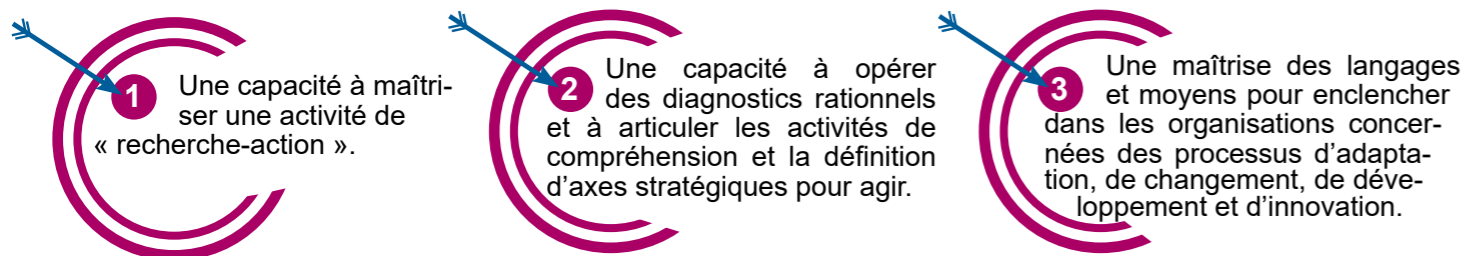 1 Une capacité à maîtri-
ser une activité de
« recherche-action ».
2 Une capacité à opérer
des diagnostics rationnels
et à articuler les activités de
compréhension et la définition
d'axes stratégiques pour agir.
3 Une maîtrise des langages
et moyens pour enclencher
dans les organisations concer-
nées des processus d'adapta-
tion, de changement, de déve-
loppement et d'innovation.